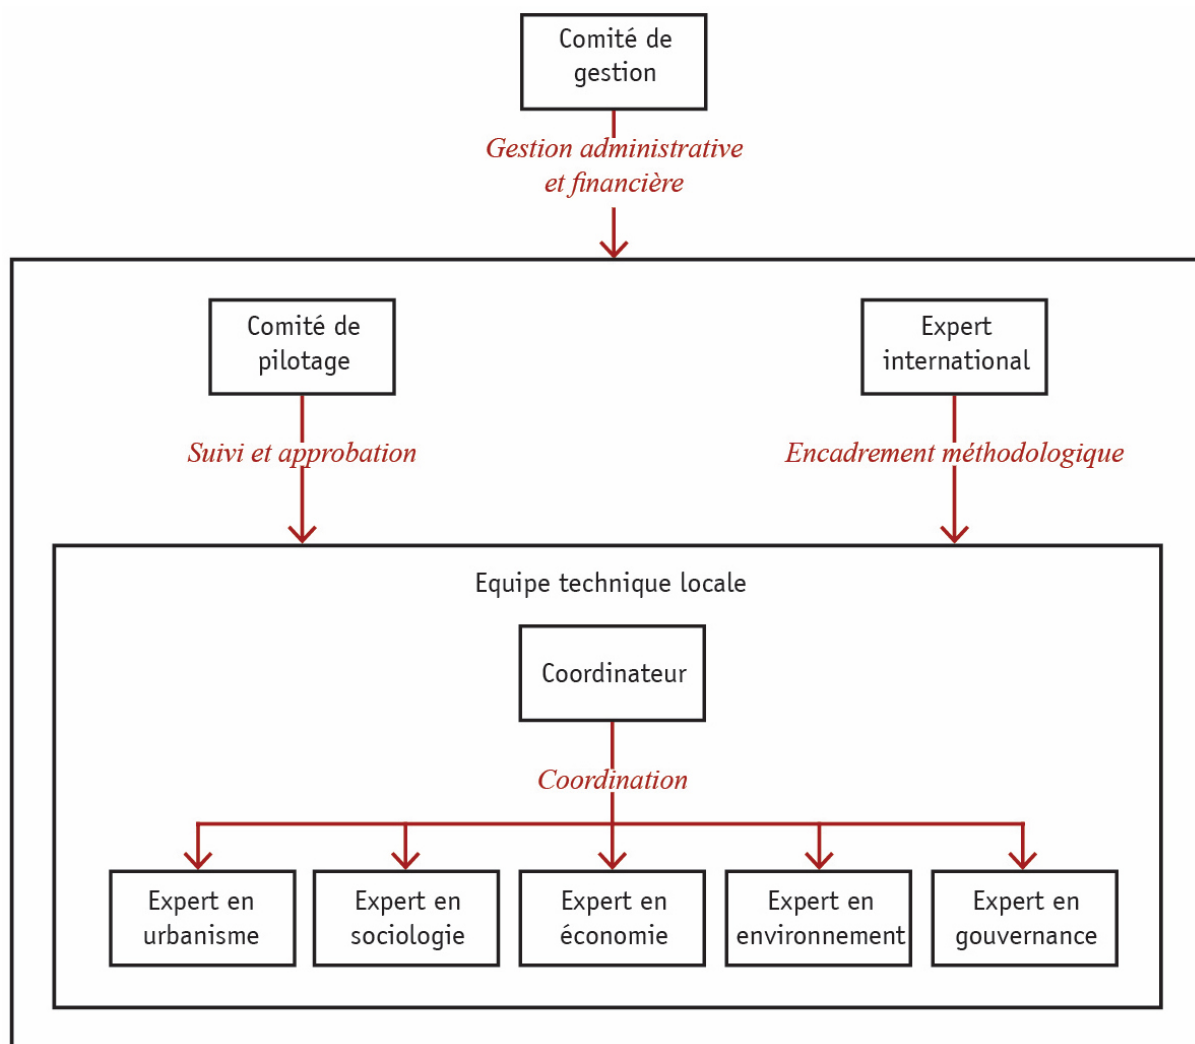 Comité de
gestion
Gestion administrative
et financière
Comité de
pilotage
Expert
international
Suivi et approbation
Encadrement méthodologique
Equipe technique locale
Coordinateur
Coordination
Expert en
urbanisme
Expert en
sociologie
Expert en
économie
Expert en
environnement
Expert en
gouvernance